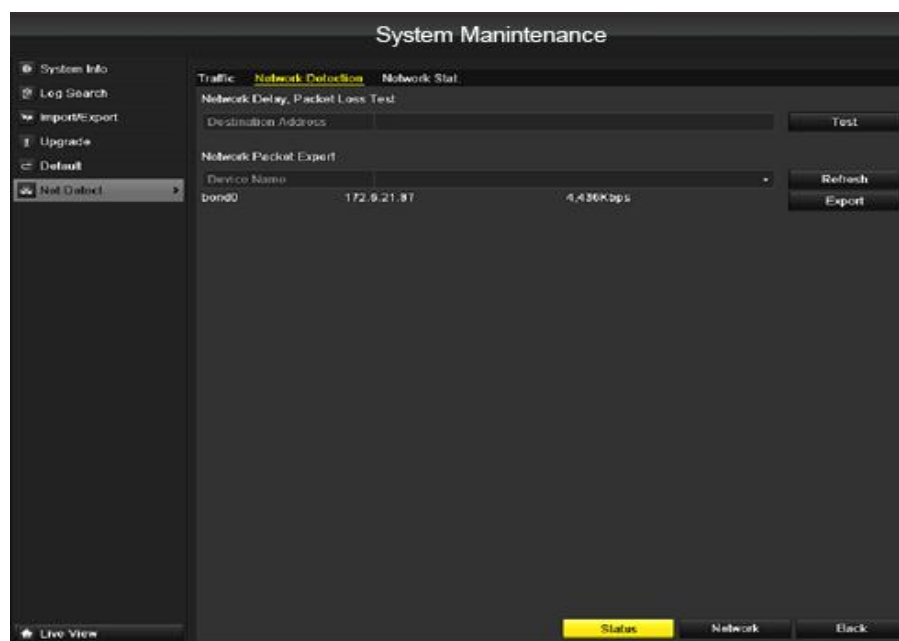 System Manintenance
System Info
Log Search
Import/Export
Upgrade
Default
Net Detect
Live View
Traffic Network Detection Network Stat.
Network Delay, Packet Loss Test
Destination Address Test
Network Packet Export
Device Name Refresh
bond0 172.6.21.87 4,436Kbps Export
Status Network Back